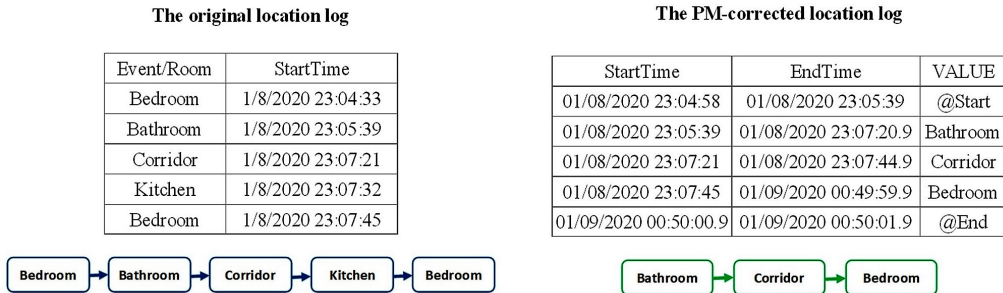 The original location log
Event/Room StartTime
Bedroom 1/8/2020 23:04:33
Bathroom 1/8/2020 23:05:39
Corridor 1/8/2020 23:07:21
Kitchen 1/8/2020 23:07:32
Bedroom 1/8/2020 23:07:45
Bedroom Bathroom Corridor Kitchen Bedroom
The PM-corrected location log
StartTime EndTime VALUE
01/08/2020 23:04:58 01/08/2020 23:05:39 @Start
01/08/2020 23:05:39 01/08/2020 23:07:20.9 Bathroom
01/08/2020 23:07:21 01/08/2020 23:07:44.9 Corridor
01/08/2020 23:07:45 01/09/2020 00:49:59.9 Bedroom
01/09/2020 00:50:00.9 01/09/2020 00:50:01.9 @End
Bathroom Corridor Bedroom